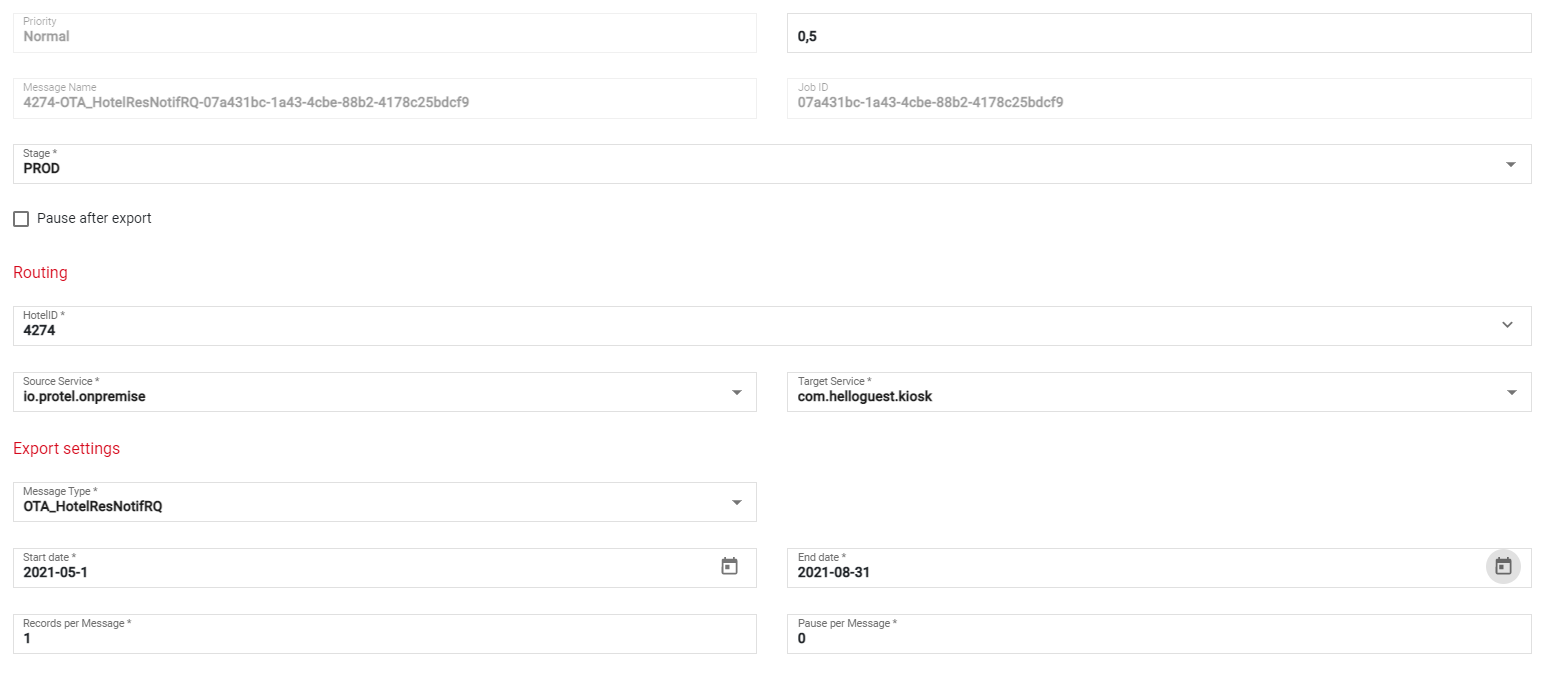 Priority
Normal
0,5
Message Name
4274-OTA_HotelResNotifRQ-07a431bc-1a43-4cbe-88b2-4178c25bdcf9
Job ID
07a431bc-1a43-4cbe-88b2-4178c25bdcf9
Stage *
PROD
Pause after export
Routing
HotelID *
4274
Source Service *
io.protel.onpremise
Target Service *
com.helloguest.kiosk
Export settings
Message Type *
OTA_HotelResNotifRQ
Start date *
2021-05-1
End date *
2021-08-31
Records per Message *
1
Pause per Message *
0